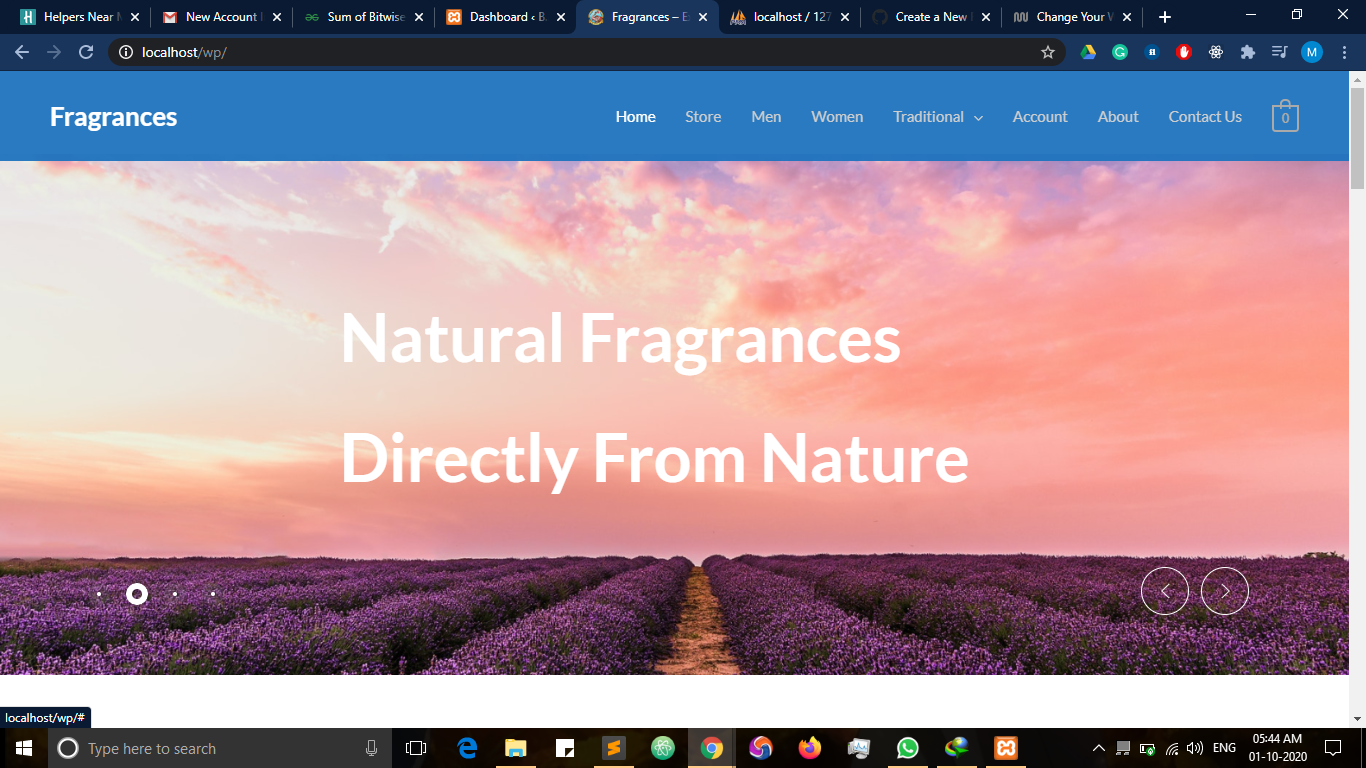 Helpers Near M
New Account
Sum of Bitwise
Dashboard ‹ B
Fragrances – E
localhost / 127
Create a New
Change Your W
localhost/wp/
M
Fragrances
Home Store Men Women Traditional Account About Contact Us 0
Natural Fragrances
Directly From Nature
localhost/wp/#
Type here to search
ENG
05:44 AM
01-10-2020